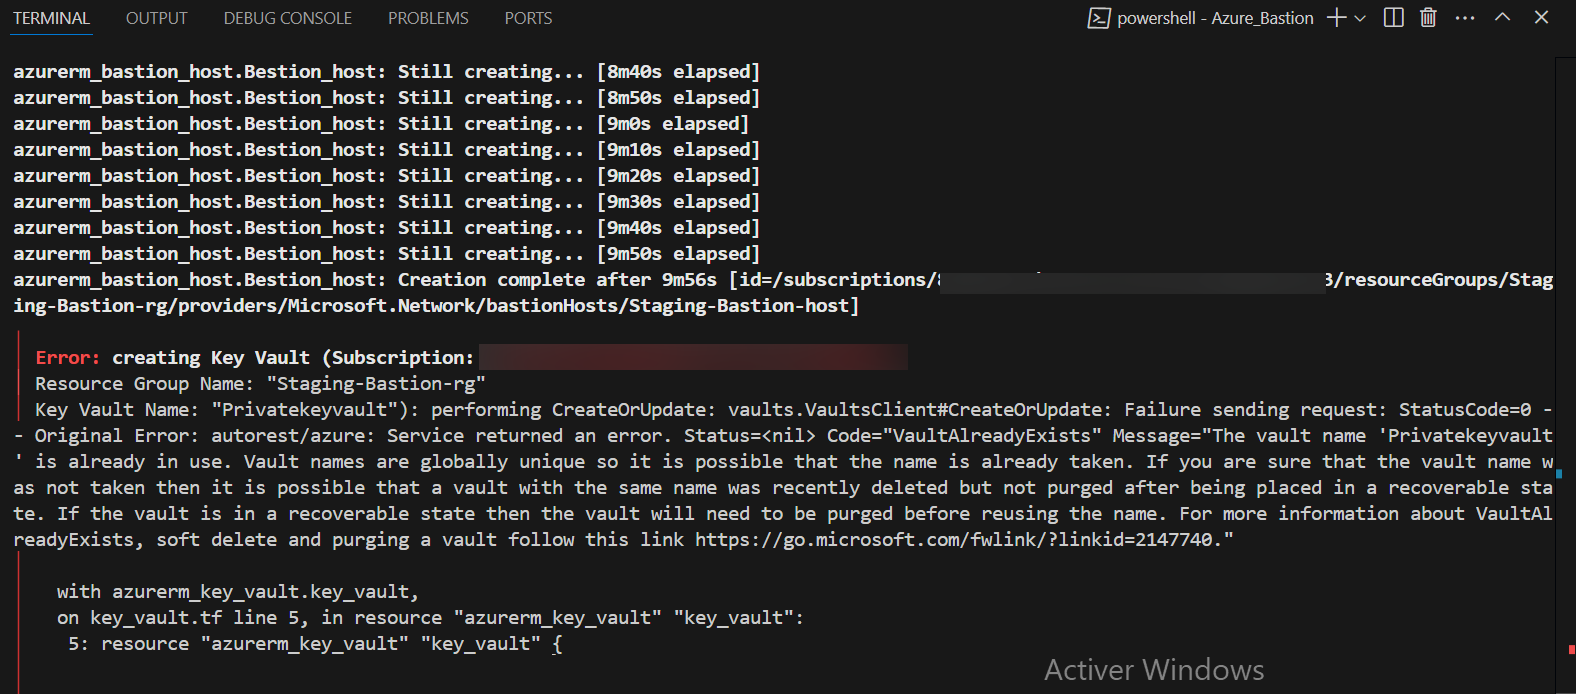 TERMINAL OUTPUT DEBUG CONSOLE PROBLEMS PORTS powershell - Azure_Bastion
azurerm_bastion_host.Bestion_host: Still creating... [8m40s elapsed]
azurerm_bastion_host.Bestion_host: Still creating... [8m50s elapsed]
azurerm_bastion_host.Bestion_host: Still creating... [9m0s elapsed]
azurerm_bastion_host.Bestion_host: Still creating... [9m10s elapsed]
azurerm_bastion_host.Bestion_host: Still creating... [9m20s elapsed]
azurerm_bastion_host.Bestion_host: Still creating... [9m30s elapsed]
azurerm_bastion_host.Bestion_host: Still creating... [9m40s elapsed]
azurerm_bastion_host.Bestion_host: Still creating... [9m50s elapsed]
azurerm_bastion_host.Bestion_host: Creation complete after 9m56s [id=/subscriptions/ /resourceGroups/Stag
ing-Bastion-rg/providers/Microsoft.Network/bastionHosts/Staging-Bastion-host]
Error: creating Key Vault (Subscription:
Resource Group Name: "Staging-Bastion-rg"
Key Vault Name: "Privatekeyvault"): performing CreateOrUpdate: vaults.VaultsClient#CreateOrUpdate: Failure sending request: StatusCode=0 -
- Original Error: autorest/azure: Service returned an error. Status=<nil> Code="VaultAlreadyExists" Message="The vault name 'Privatekeyvault
' is already in use. Vault names are globally unique so it is possible that the name is already taken. If you are sure that the vault name w
as not taken then it is possible that a vault with the same name was recently deleted but not purged after being placed in a recoverable sta
te. If the vault is in a recoverable state then the vault will need to be purged before reusing the name. For more information about VaultAl
readyExists, soft delete and purging a vault follow this link https://go.microsoft.com/fwlink/?linkid=2147740."
with azurerm_key_vault.key_vault,
on key_vault.tf line 5, in resource "azurerm_key_vault" "key_vault":
5: resource "azurerm_key_vault" "key_vault" {
Activer Windows